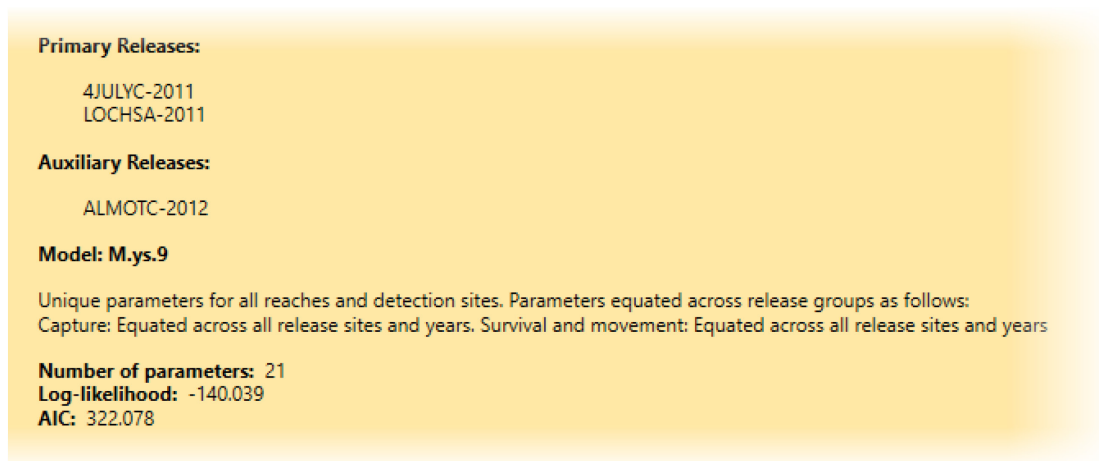 Primary Releases:
4JULYC-2011
LOCHSA-2011
Auxiliary Releases:
ALMOTC-2012
Model: M.ys.9
Unique parameters for all reaches and detection sites. Parameters equated across release groups as follows:
Capture: Equated across all release sites and years. Survival and movement: Equated across all release sites and years
Number of parameters: 21
Log-likelihood: -140.039
AIC: 322.078